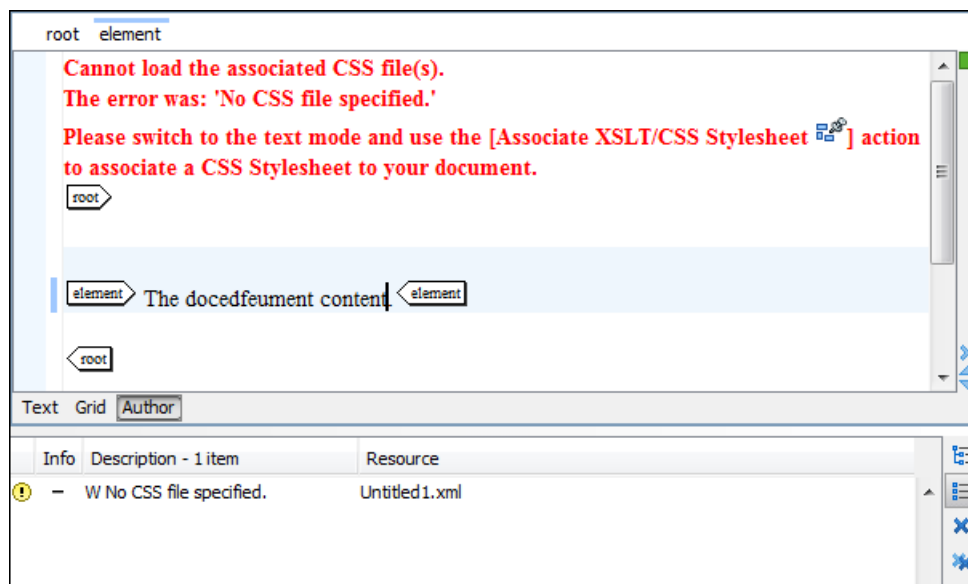 root element
Cannot load the associated CSS file(s).
The error was: 'No CSS file specified.'
Please switch to the text mode and use the [Associate XSLT/CSS Stylesheet ] action
to associate a CSS Stylesheet to your document.
root
element The docedfeument content. element
root
Text Grid Author
Info Description - 1 item Resource
W No CSS file specified. Untitled1.xml